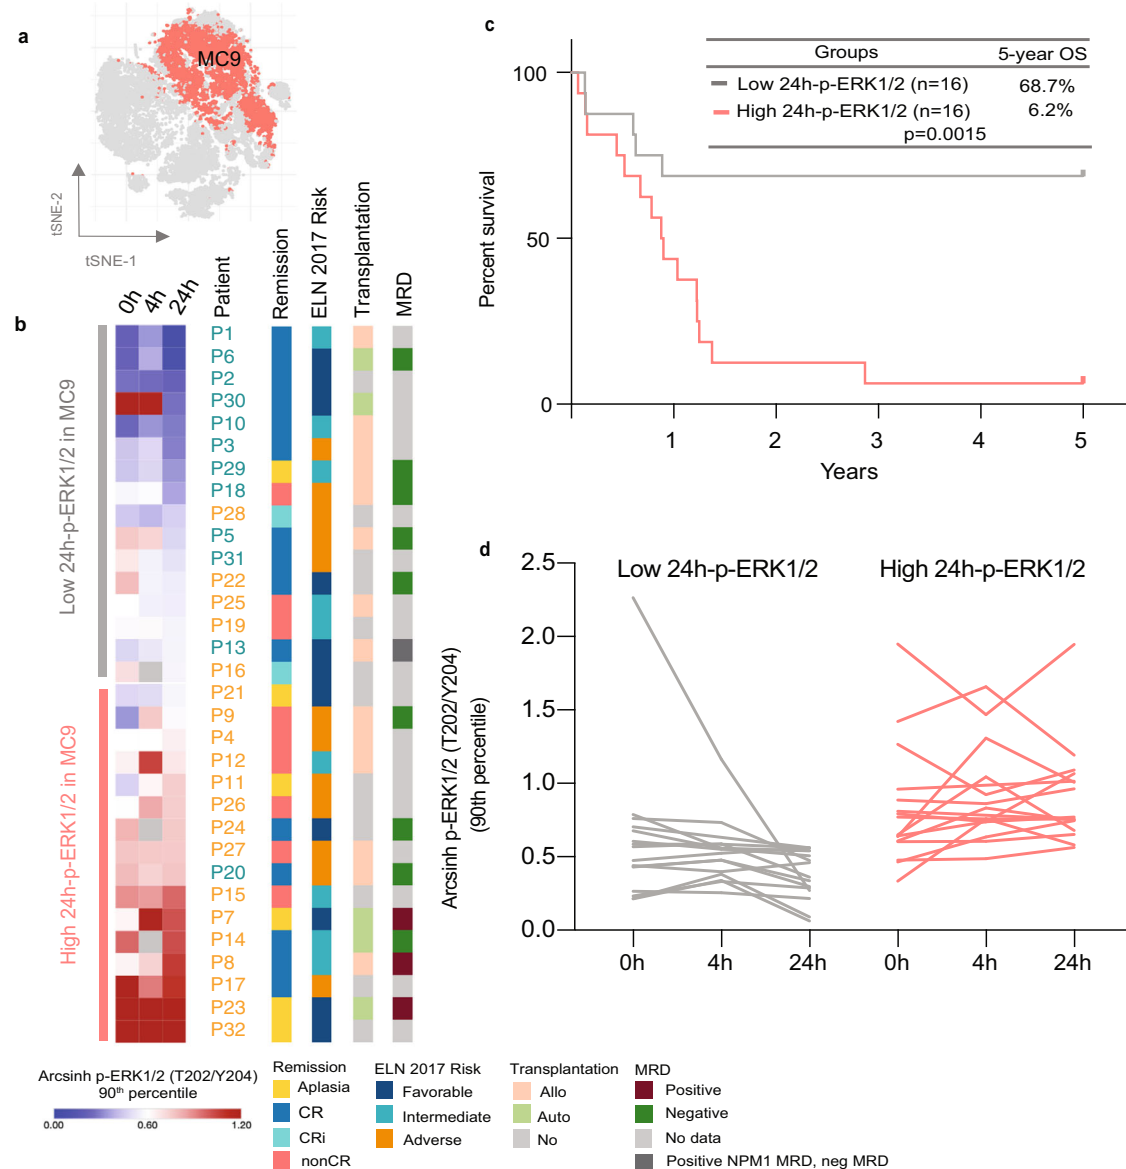 a
MC9
tSNE-2
tSNE-1
b
0h
4h
24h
Patient
Remission
ELN 2017 Risk
Transplantation
MRD
Low 24h-p-ERK1/2 in MC9
High 24h-p-ERK1/2 in MC9
P1
P6
P2
P30
P10
P3
P29
P18
P28
P5
P31
P22
P25
P19
P13
P16
P21
P9
P4
P12
P11
P26
P24
P27
P20
P15
P7
P14
P8
P17
P23
P32
Arcsinh p-ERK1/2 (T202/Y204)
90th percentile
0.00 0.60 1.20
Remission
Aplasia
CR
CRi
nonCR
ELN 2017 Risk
Favorable
Intermediate
Adverse
Transplantation
Allo
Auto
No
MRD
Positive
Negative
No data
Positive NPM1 MRD, neg MRD
c
Groups 5-year OS
Low 24h-p-ERK1/2 (n=16) 68.7%
High 24h-p-ERK1/2 (n=16) 6.2%
p=0.0015
Percent survival
100
50
0
1 2 3 4 5
Years
d
Low 24h-p-ERK1/2 High 24h-p-ERK1/2
Arcsinh p-ERK1/2 (T202/Y204)
(90th percentile)
2.5
2.0
1.5
1.0
0.5
0.0
0h 4h 24h 0h 4h 24h